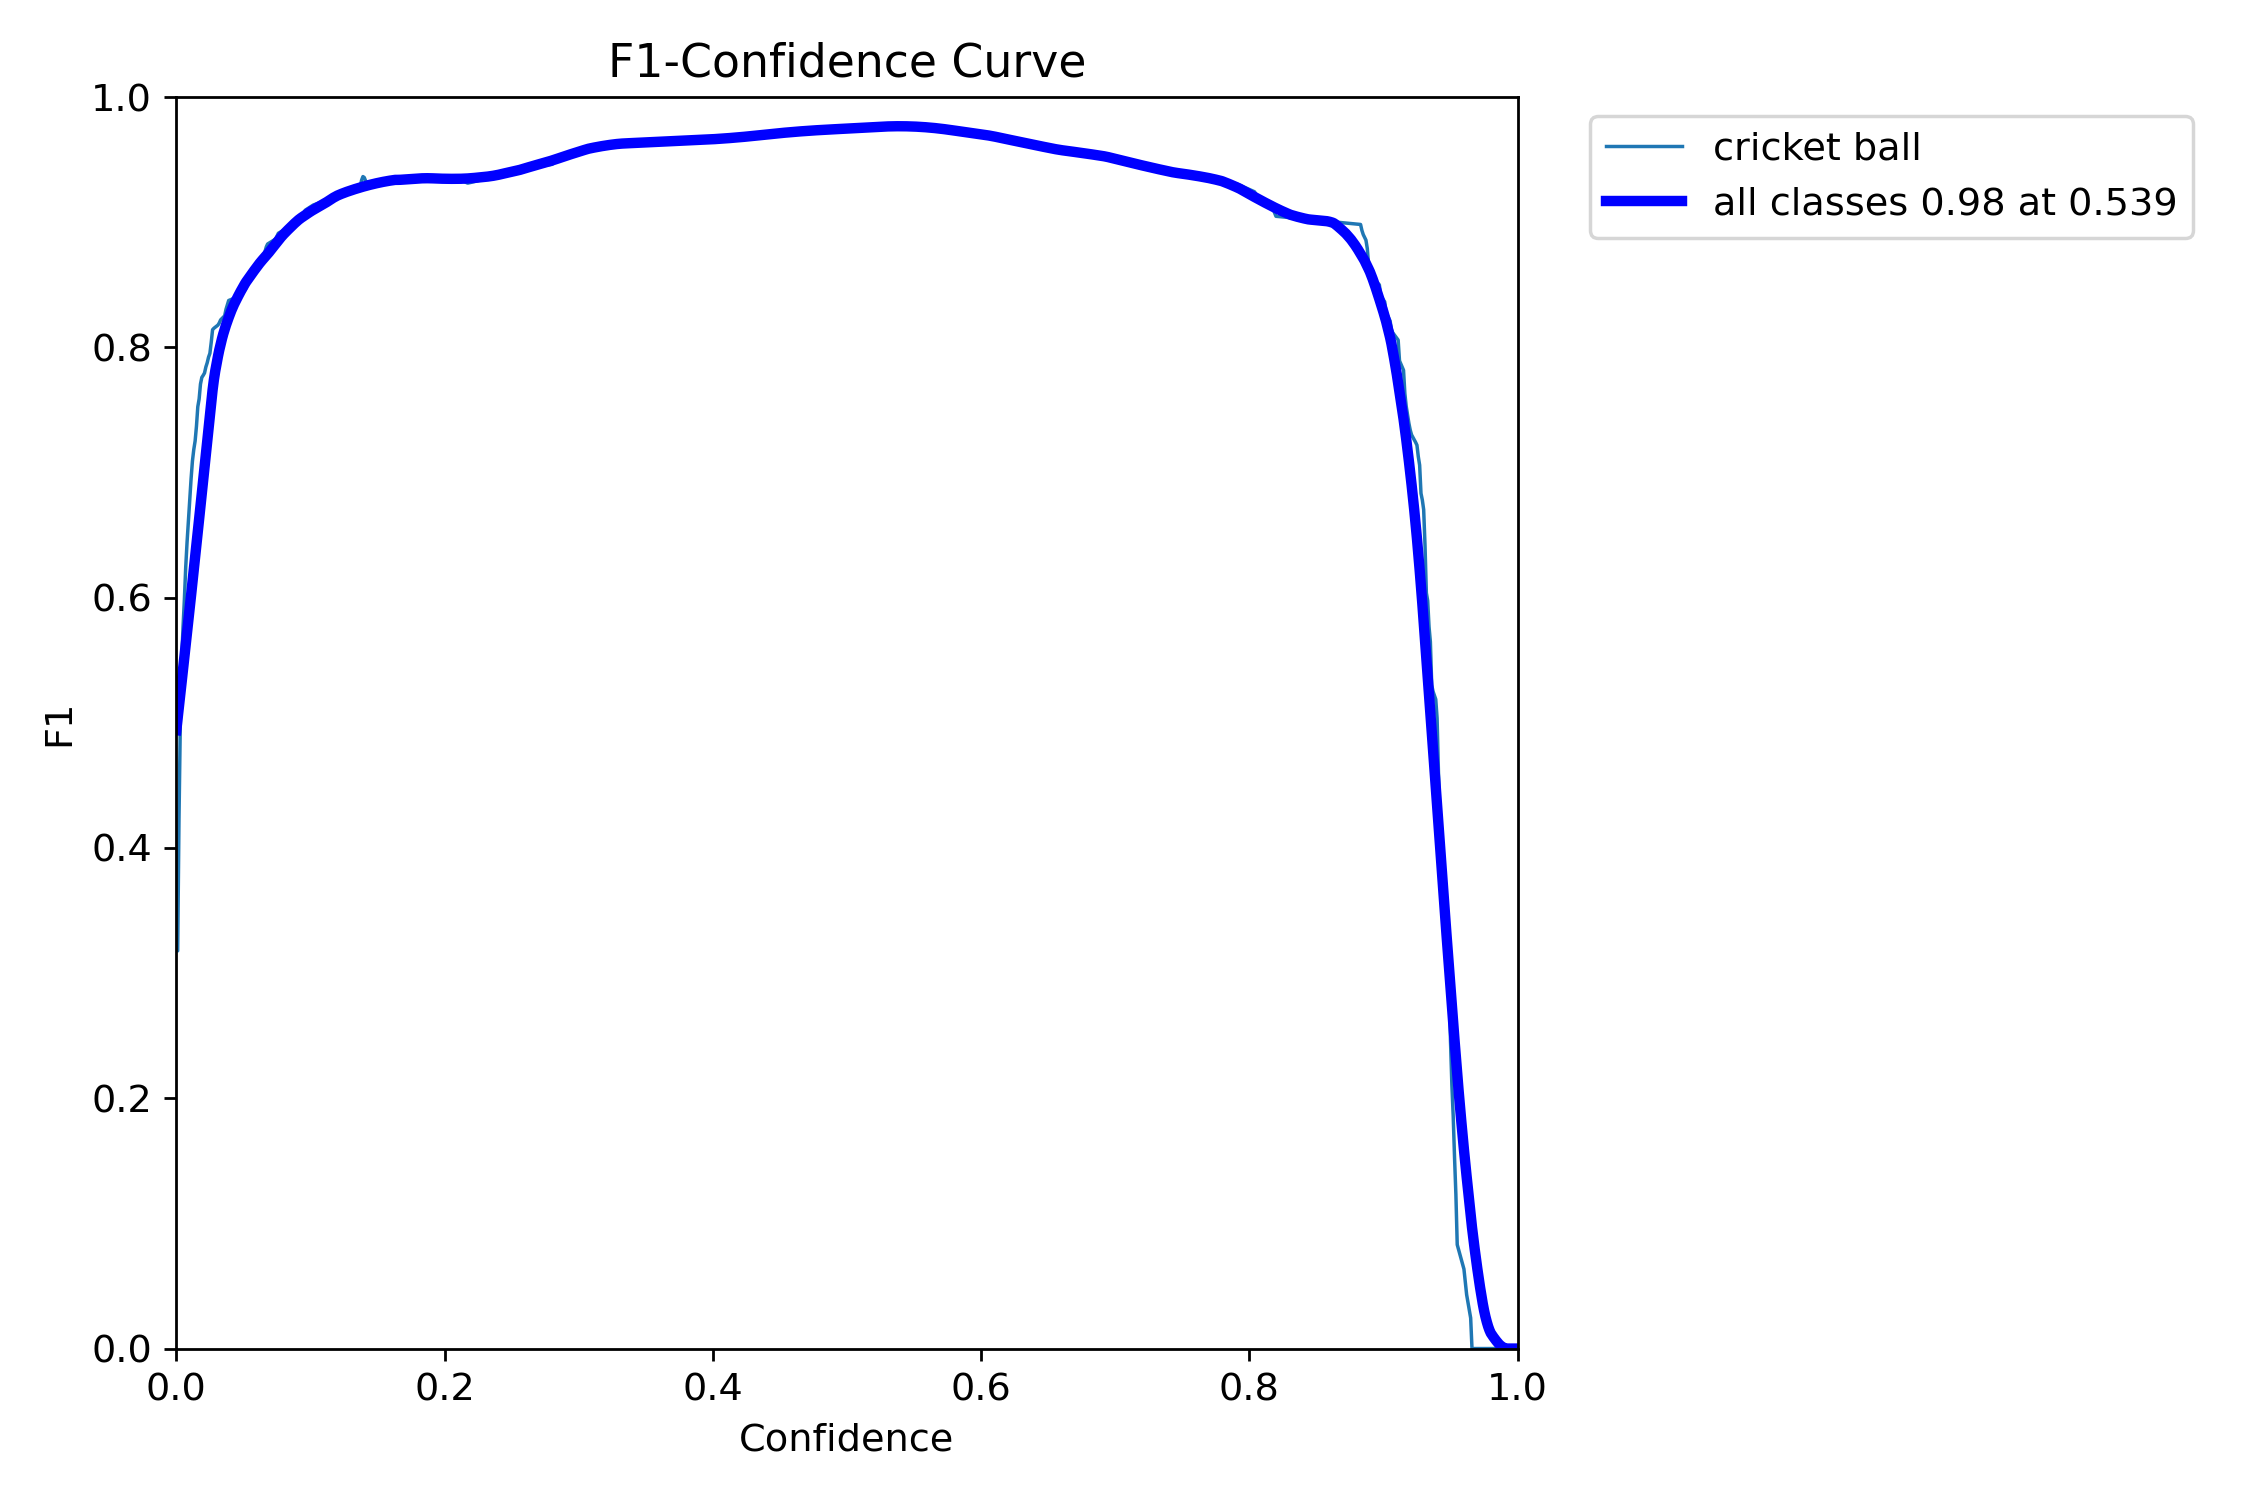 F1-Confidence Curve
cricket ball
all classes 0.98 at 0.539
F1
1.0
0.8
0.6
0.4
0.2
0.0
0.0 0.2 0.4 0.6 0.8 1.0
Confidence